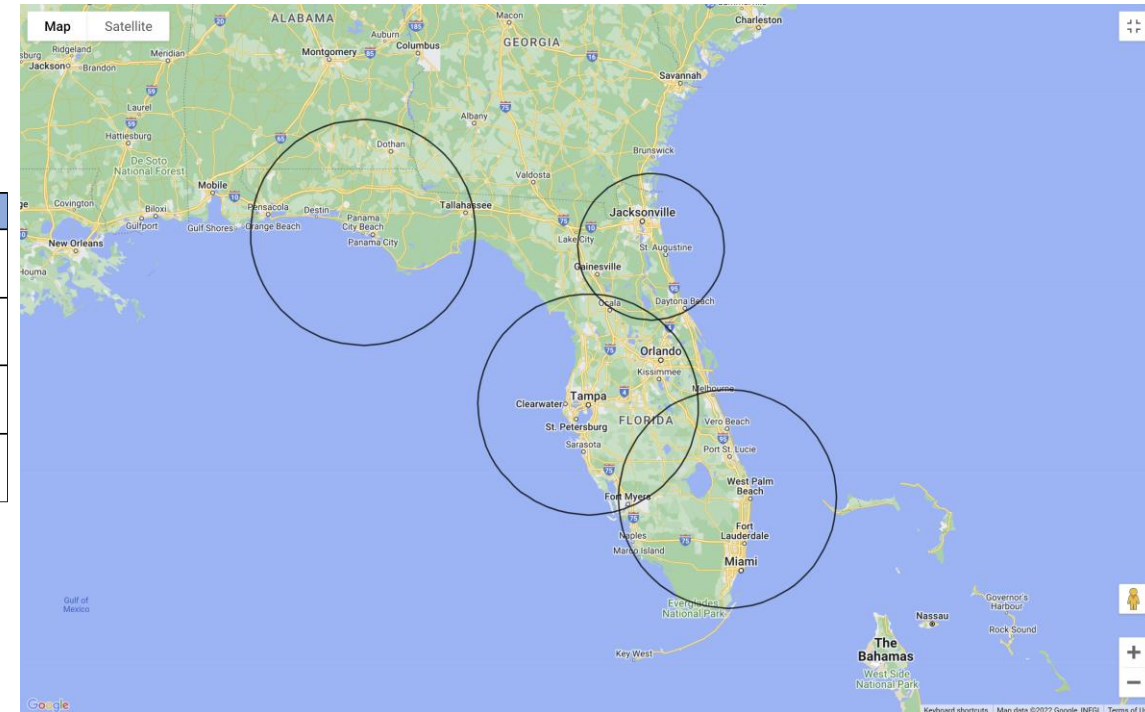 Map Satellite
ALABAMA
Macon
Charleston
Auburn
Columbus
Montgomery
GEORGIA
Ridgeland
Meridian
Jackson
Brandon
Savannah
Laurel
Albany
Hattiesburg
Dothan
De Soto
National Forest
Brunswick
Valdosta
Mobile
Covington
Biloxi
Pensacola
Destin
Tallahassee
Jacksonville
Gulfport
Gulf Shores
Orange Beach
Panama
City Beach
Panama City
New Orleans
Lake City
St. Augustine
Houma
Gainesville
Ocala
Daytona Beach
Orlando
Kissimmee
Melbourne
Clearwater
Tampa
St. Petersburg
FLORIDA
Vero Beach
Sarasota
Port St. Lucie
West Palm
Beach
Fort Myers
Fort
Lauderdale
Naples
Marco Island
Miami
Gulf of
Mexico
Everglades
National Park
Nassau
Governor's
Harbour
Rock Sound
Key West
The
Bahamas
West Side
National Park
Google
Keyboard shortcuts Map data ©2022 Google, INEGI Terms of U